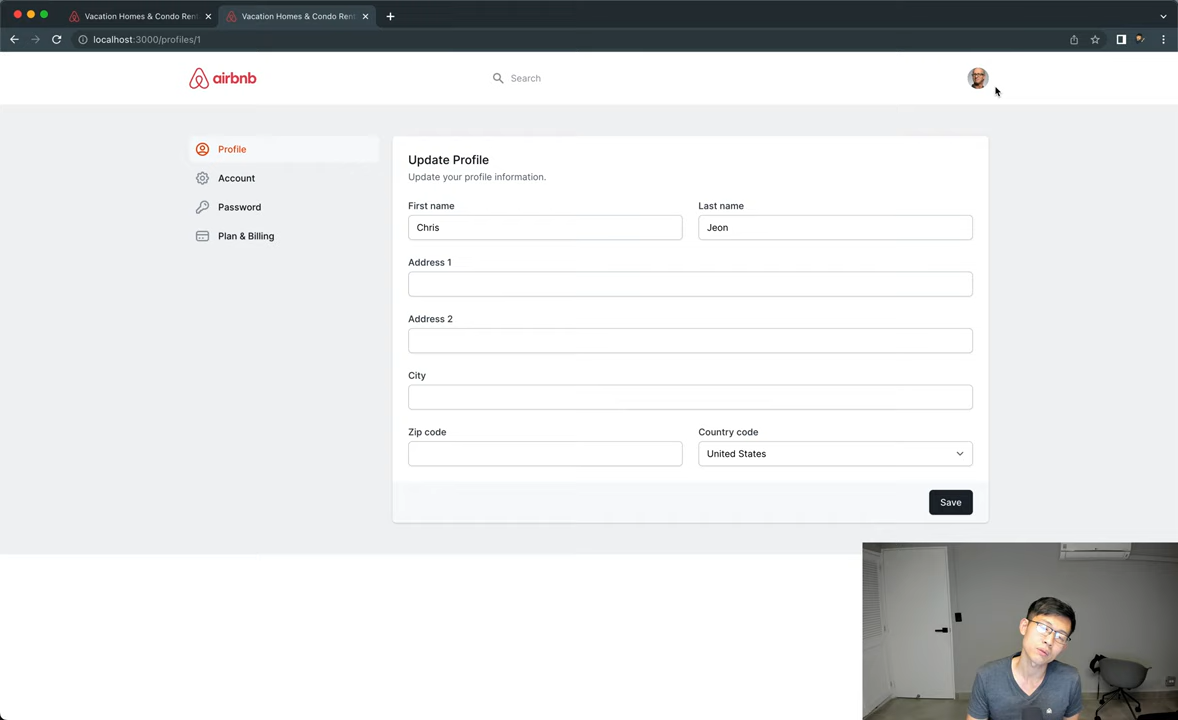 Vacation Homes & Condo Ren
Vacation Homes & Condo Ren
localhost:3000/profiles/1
airbnb
Search
Profile
Account
Password
Plan & Billing
Update Profile
Update your profile information.
First name
Last name
Chris
Jeon
Address 1
Address 2
City
Zip code
Country code
United States
Save